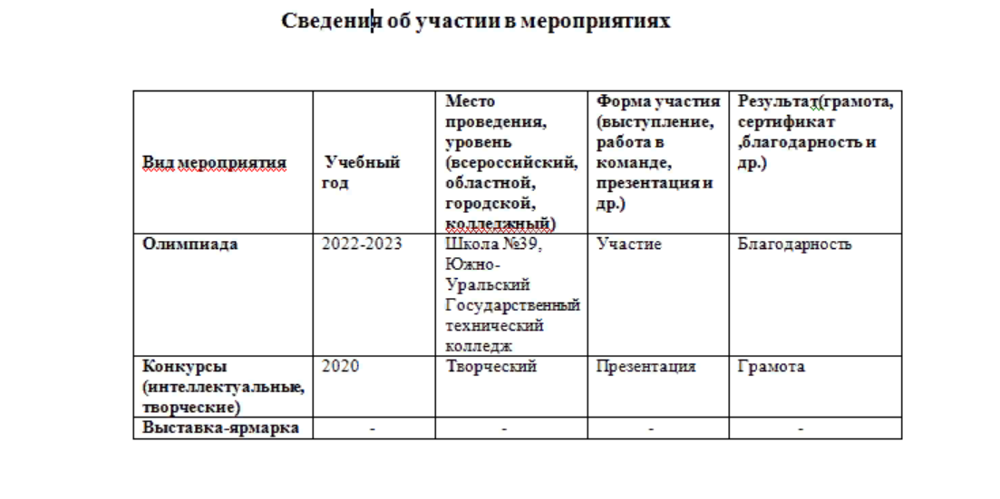 Сведения об участии в мероприятиях
Вид мероприятия
Учебный
год
Место
проведения,
уровень
(всероссийский,
областной,
городской,
колледжный)
Форма участия
(выступление,
работа в
команде,
презентация и
др.)
Результат(грамота,
сертификат
,благодарность и
др.)
Олимпиада
2022-2023
Школа №39,
Южно-
Уральский
Государственный
технический
колледж
Участие
Благодарность
Конкурсы
(интеллектуальные,
творческие)
2020
Творческий
Презентация
Грамота
Выставка-ярмарка
-
-
-
-